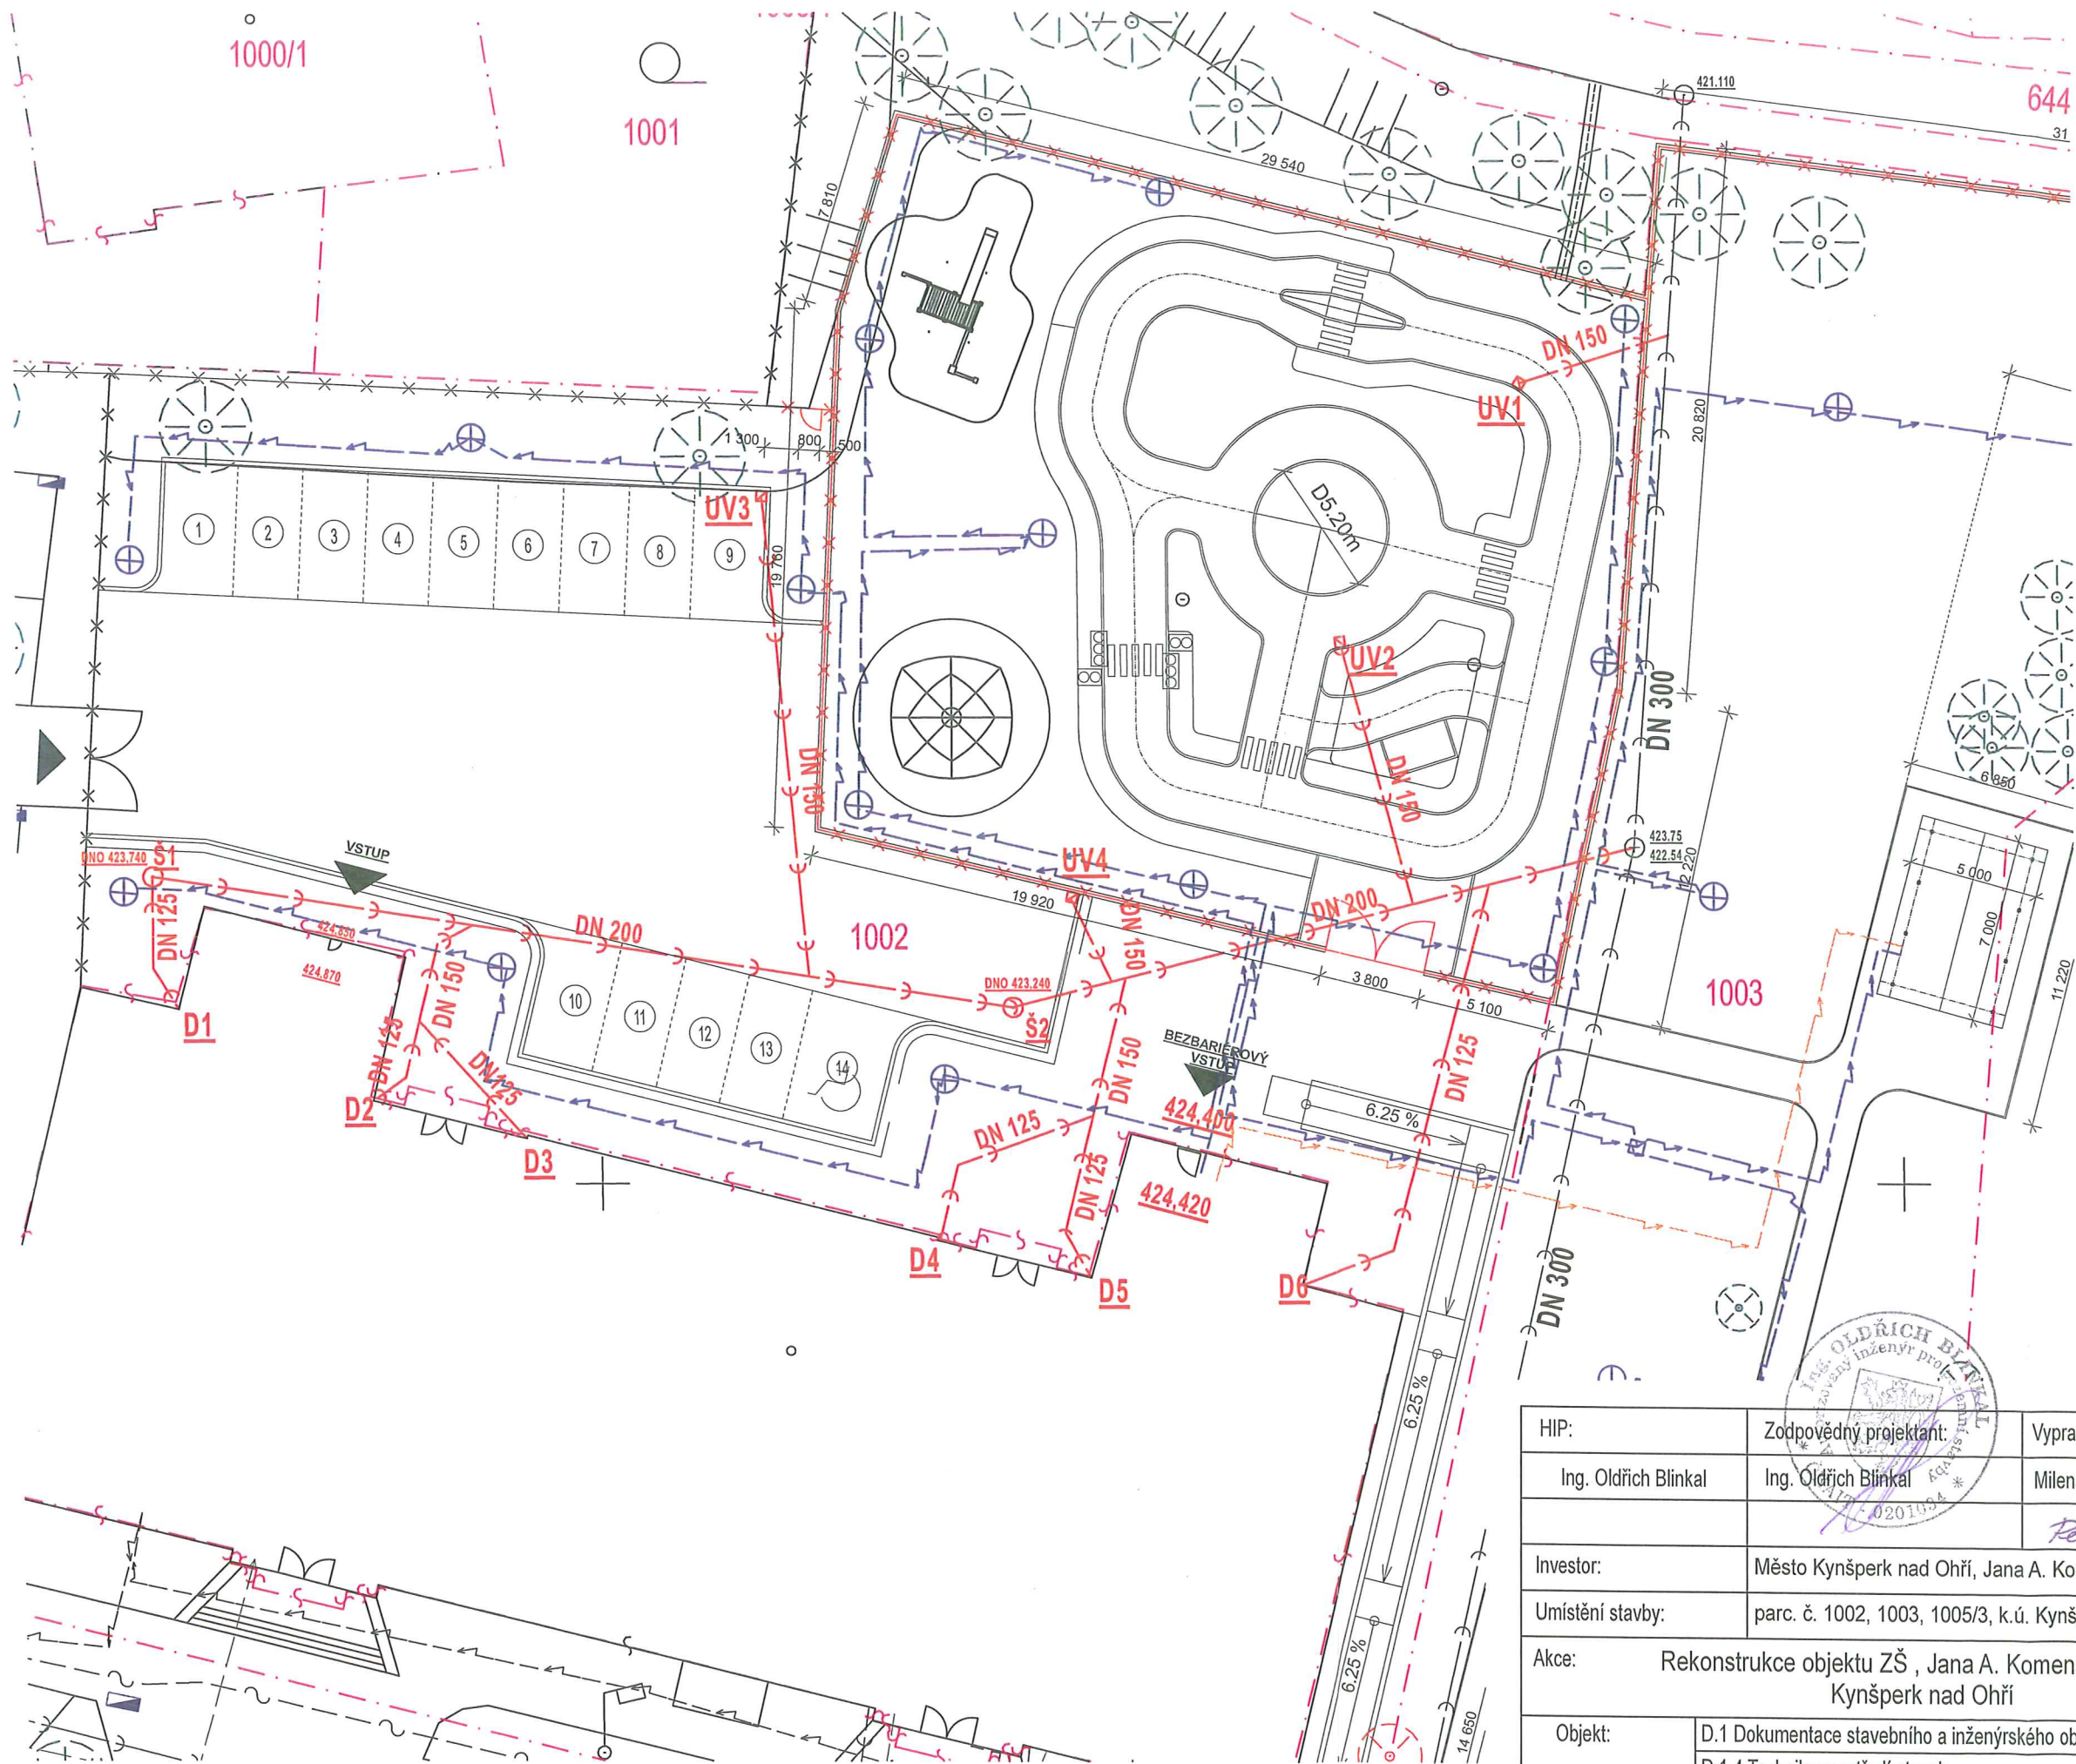 1000/1
1001
421.110
644
31
29 540
7 810
DN 150
UV1
20 820
1 300
800
500
UV3
1
2
3
4
5
6
7
8
9
19 760
D5.20m
UV2
DN 300
DN 150
DN 150
6 850
423.75
422.54
5 000
7 000
11 220
VSTUP
DNO 423,740
Š1
DN 125
424.850
424.870
DN 200
UV4
19 920
DN 150
DN 200
1002
DNO 423,240
Š2
3 800
5 100
1003
D1
DN 150
DN 125
DN125
D2
D3
10
11
12
13
14
BEZBARIÉROVÝ
VSTUP
DN 150
DN 125
424,400
6.25 %
DN 125
DN 125
424,420
D4
D5
D6
DN 300
6.25 %
6.25 %
14 650
Ing. OLDŘICH BLINKAL
0201034
HIP:
Zodpovědný projektant:
Vypra
Ing. Oldřich Blinkal
Ing. Oldřich Blinkal
Milen
Investor:
Město Kynšperk nad Ohří, Jana A. Ko
Umístění stavby:
parc. č. 1002, 1003, 1005/3, k.ú. Kynš
Akce:
Rekonstrukce objektu ZŠ , Jana A. Komen
Kynšperk nad Ohří
Objekt:
D.1 Dokumentace stavebního a inženýrského ob